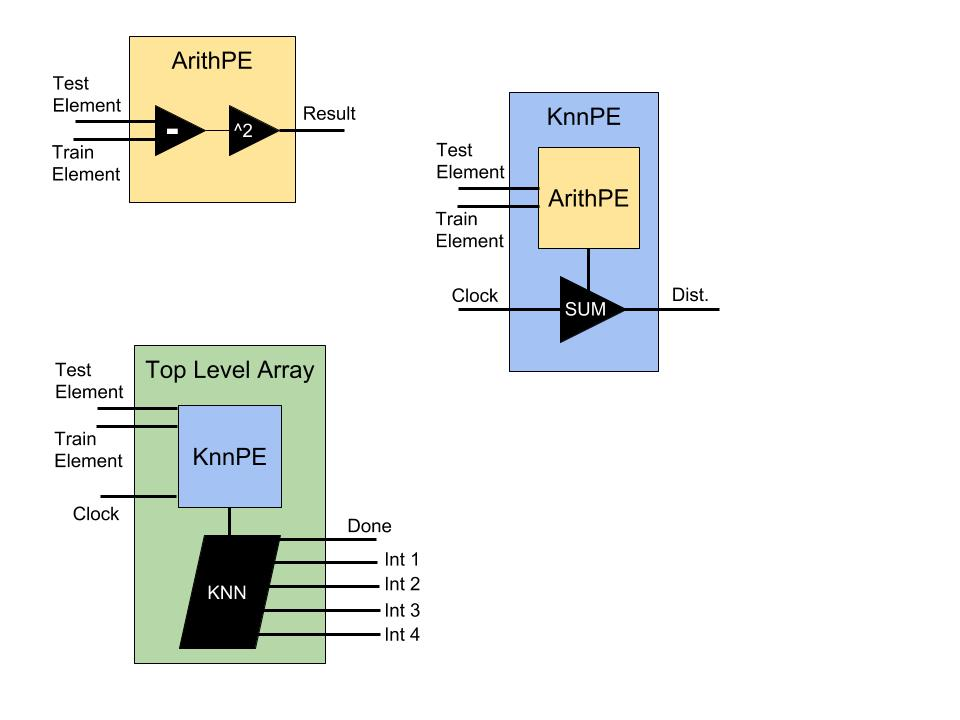 ArithPE
Test
Element
-
^2
Result
Train
Element
KnnPE
Test
Element
ArithPE
Train
Element
Clock
SUM
Dist.
Top Level Array
Test
Element
Train
Element
KnnPE
Clock
Done
KNN
Int 1
Int 2
Int 3
Int 4